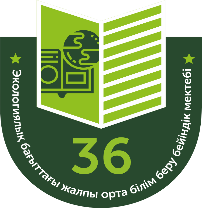 36
Экологиялық бағыттағы жалпы орта білім беру бейіндік мектебі